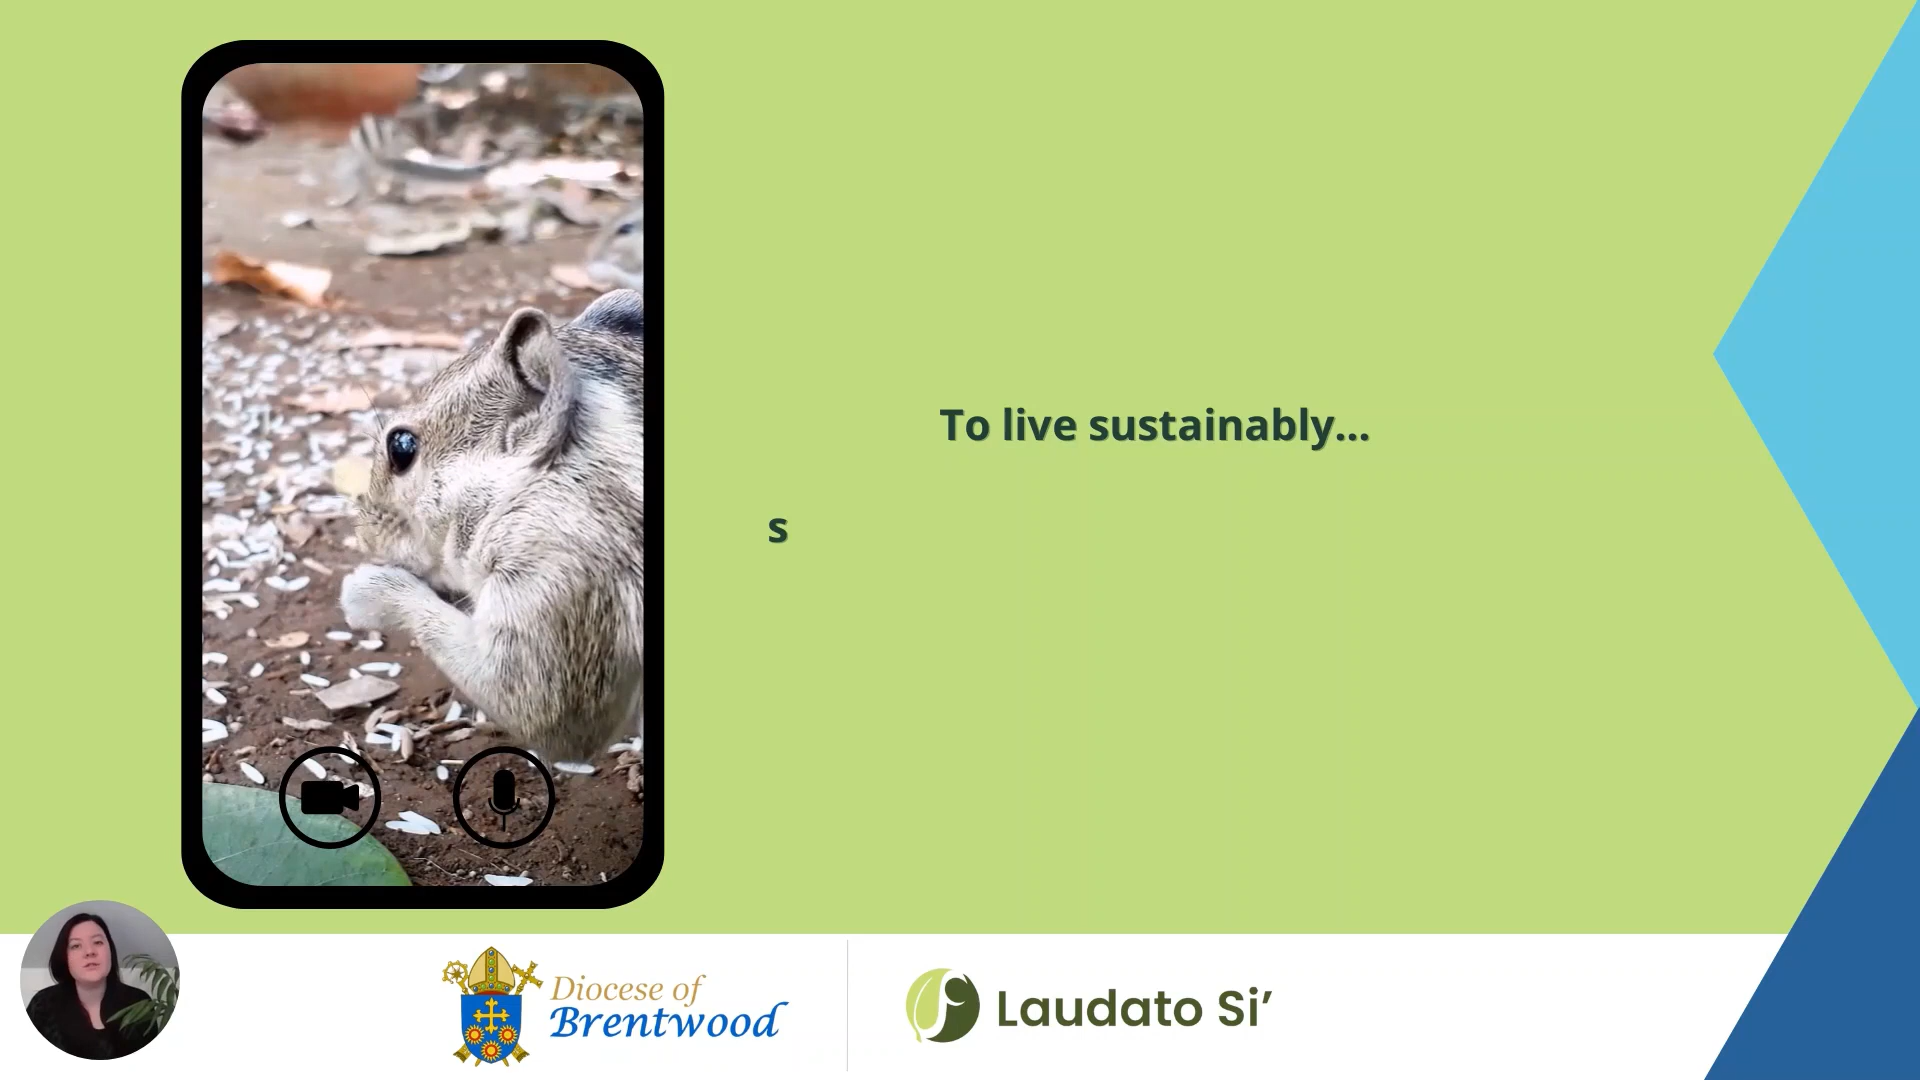 To live sustainably...
s
Diocese of
Brentwood
Laudato Si’